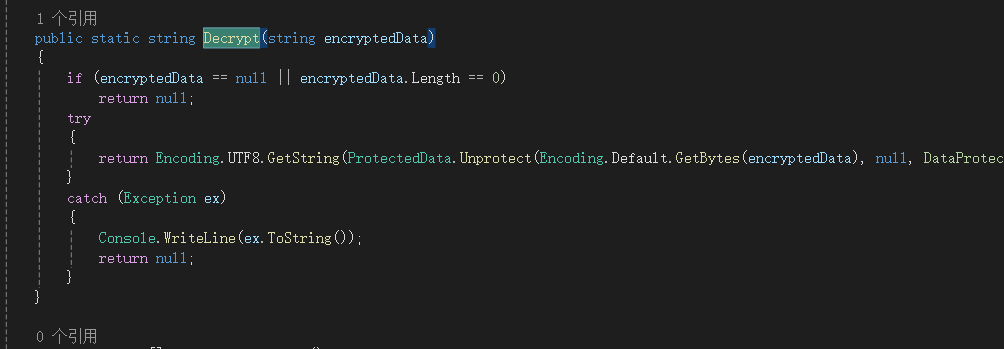 1 个引用
public static string Decrypt(string encryptedData)
{
if (encryptedData == null || encryptedData.Length == 0)
return null;
try
{
return Encoding.UTF8.GetString(ProtectedData.Unprotect(Encoding.Default.GetBytes(encryptedData), null, DataProtec
}
catch (Exception ex)
{
Console.WriteLine(ex.ToString());
return null;
}
}
0 个引用